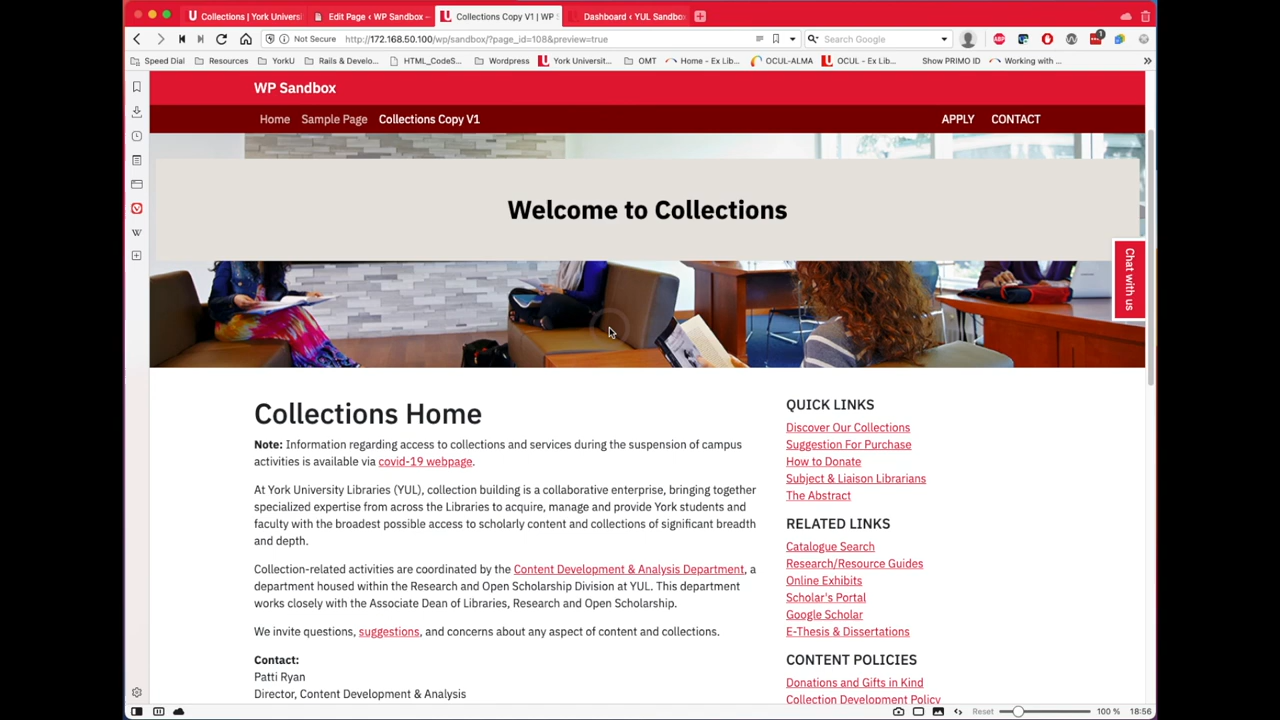 Collections | York Universi
Edit Page ‹ WP Sandbox —
Collections Copy V1 | WP S
Dashboard ‹ YUL Sandbox
Not Secure
http://172.168.50.100/wp/sandbox/?page_id=108&preview=true
Search Google
ABP
1
Speed Dial
Resources
YorkU
Rails & Develo...
HTML_CodeS...
Wordpress
York Universit...
OMT
Home - Ex Lib...
OCUL-ALMA
OCUL - Ex Lib...
Show PRIMO ID
Working with ...
WP Sandbox
Home
Sample Page
Collections Copy V1
APPLY
CONTACT
Welcome to Collections
Chat with us
Collections Home
Note: Information regarding access to collections and services during the suspension of campus
activities is available via covid-19 webpage.
At York University Libraries (YUL), collection building is a collaborative enterprise, bringing together
specialized expertise from across the Libraries to acquire, manage and provide York students and
faculty with the broadest possible access to scholarly content and collections of significant breadth
and depth.
Collection-related activities are coordinated by the Content Development & Analysis Department, a
department housed within the Research and Open Scholarship Division at YUL. This department
works closely with the Associate Dean of Libraries, Research and Open Scholarship.
We invite questions, suggestions, and concerns about any aspect of content and collections.
Contact:
Patti Ryan
Director, Content Development & Analysis
QUICK LINKS
Discover Our Collections
Suggestion For Purchase
How to Donate
Subject & Liaison Librarians
The Abstract
RELATED LINKS
Catalogue Search
Research/Resource Guides
Online Exhibits
Scholar's Portal
Google Scholar
E-Thesis & Dissertations
CONTENT POLICIES
Donations and Gifts in Kind
Collection Development Policy
Reset
100 %
18:56